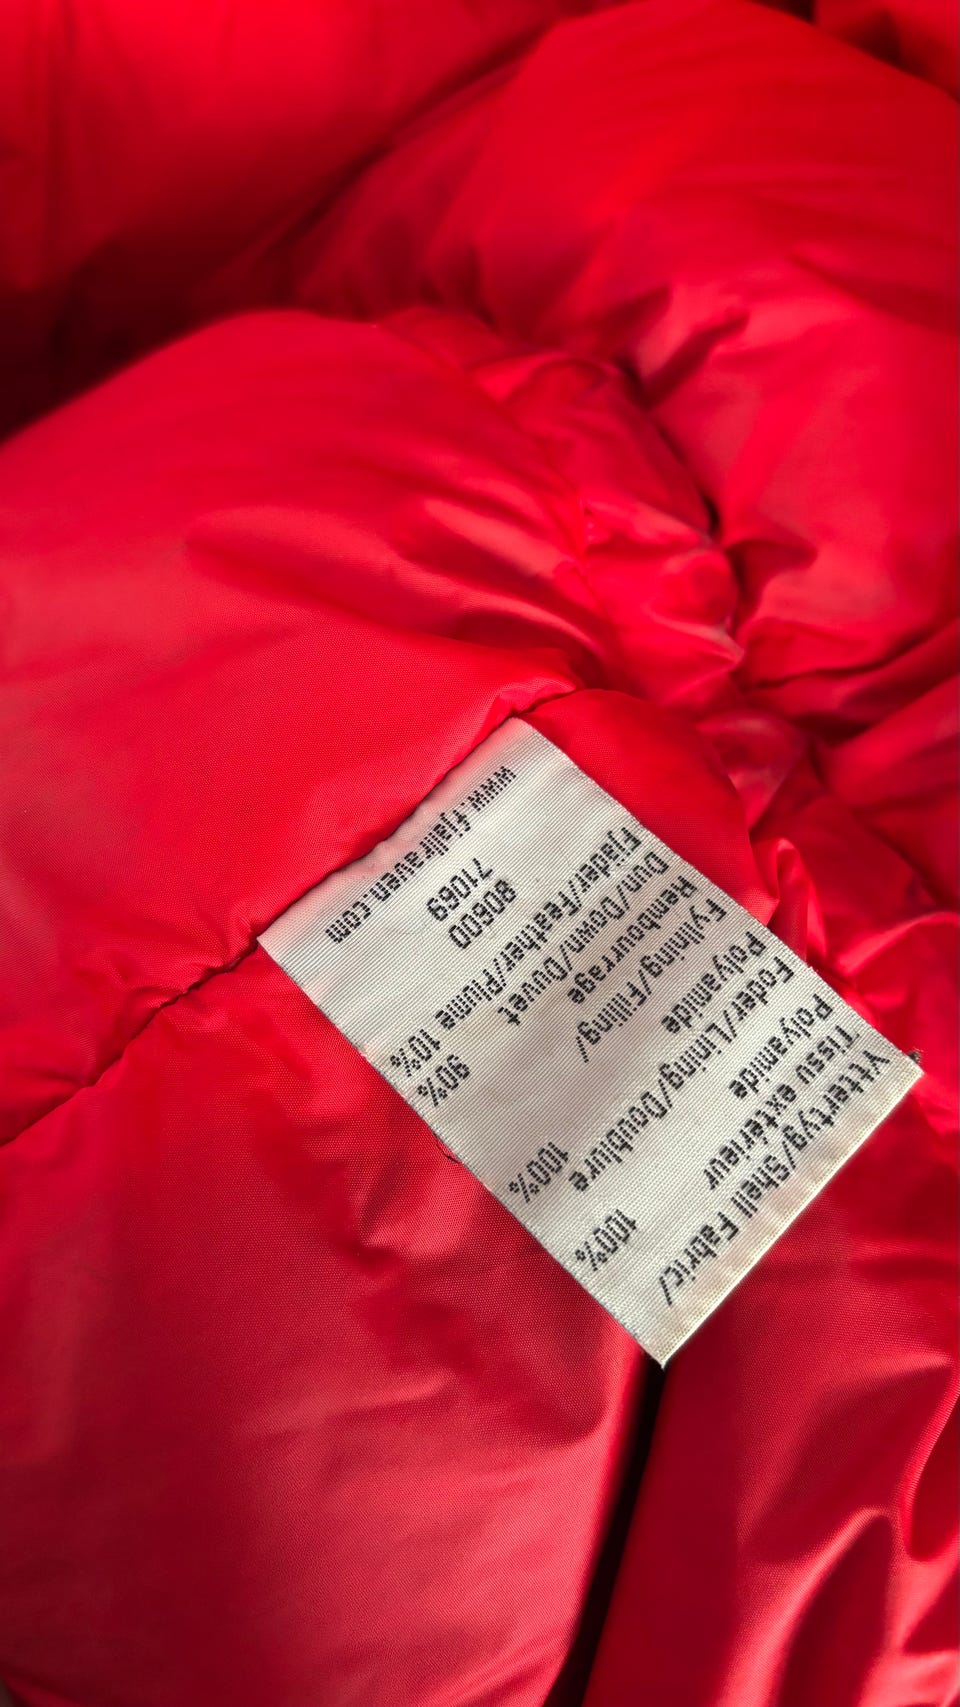 Yttertyg/Shell Fabric/
Tissu extérieur
Polyamide 100%
Foder/Lining/Doublure
Polyamide 100%
Fyllning/Filling/
Rembourrage
Dun/Down/Duvet 90%
Fjäder/Feather/Plume 10%
80600
71069
www.fjallraven.com